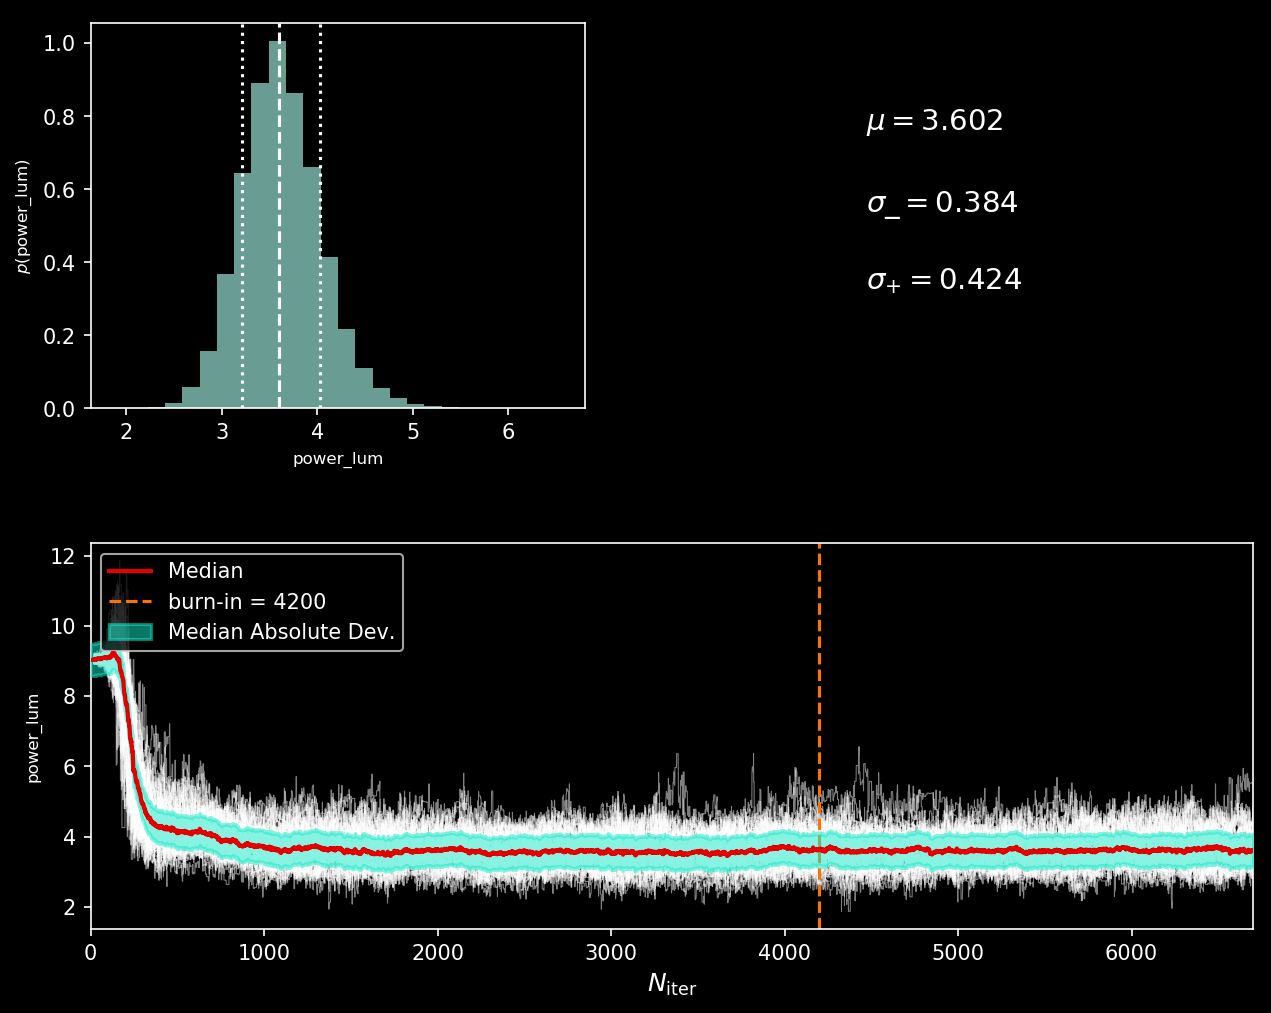 1.0
0.8
0.6
0.4
0.2
0.0
p(power_lum)
2 3 4 5 6
power_lum
μ = 3.602
σ_ = 0.384
σ+ = 0.424
12
10
8
6
4
2
power_lum
Median
burn-in = 4200
Median Absolute Dev.
0 1000 2000 3000 4000 5000 6000
Niter